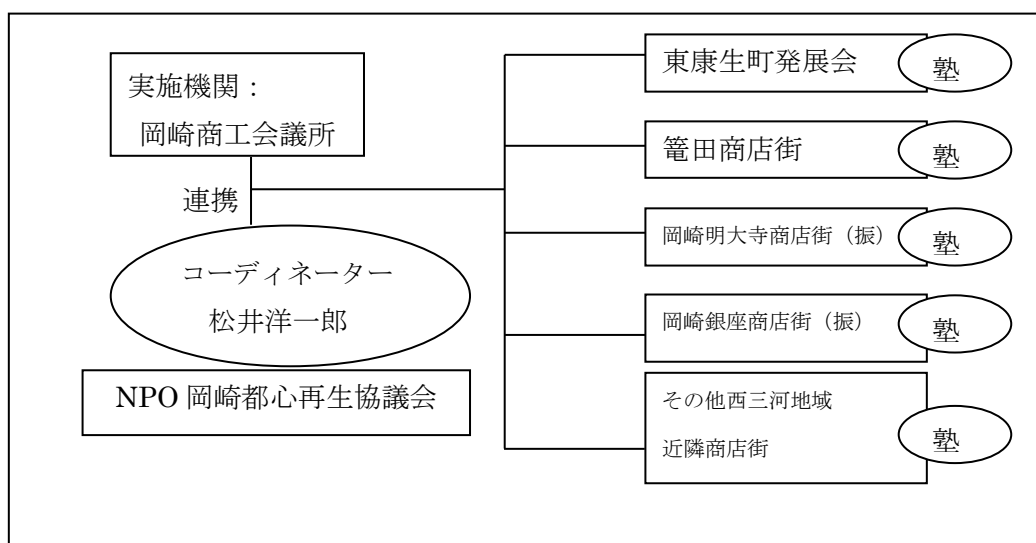 実施機関：
岡崎商工会議所
連携
コーディネーター
松井洋一郎
NPO 岡崎都心再生協議会
東康生町発展会
塾
篭田商店街
塾
岡崎明大寺商店街（振）
塾
岡崎銀座商店街（振）
塾
その他西三河地域
近隣商店街
塾